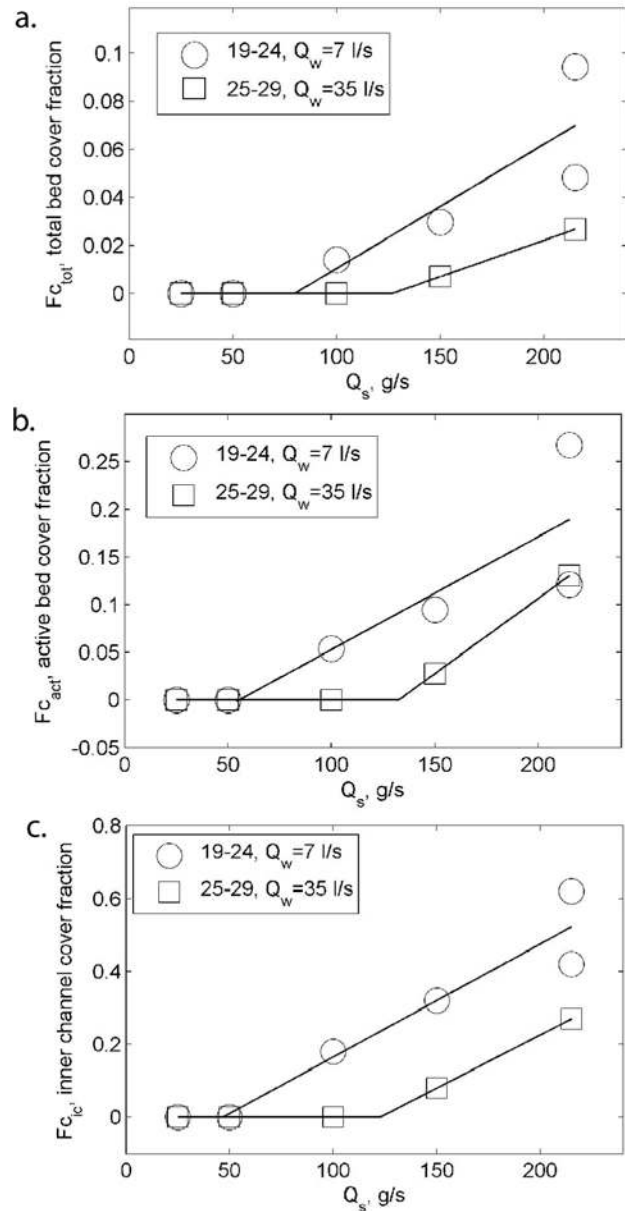 a.
19-24, Q_w=7 l/s
25-29, Q_w=35 l/s
0.1
0.08
0.06
0.04
0.02
0
Fc_tot, total bed cover fraction
0 50 100 150 200
Q_s, g/s
b.
19-24, Q_w=7 l/s
25-29, Q_w=35 l/s
0.25
0.2
0.15
0.1
0.05
0
-0.05
Fc_act, active bed cover fraction
0 50 100 150 200
Q_s, g/s
c.
19-24, Q_w=7 l/s
25-29, Q_w=35 l/s
0.8
0.6
0.4
0.2
0
Fc_ic, inner channel cover fraction
0 50 100 150 200
Q_s, g/s